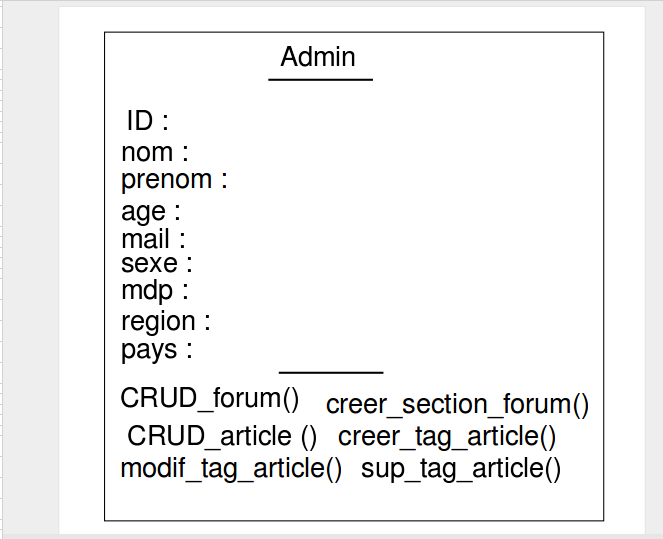 Admin
ID :
nom :
prenom :
age :
mail :
sexe :
mdp :
region :
pays :
CRUD_forum() creer_section_forum()
CRUD_article () creer_tag_article()
modif_tag_article() sup_tag_article()